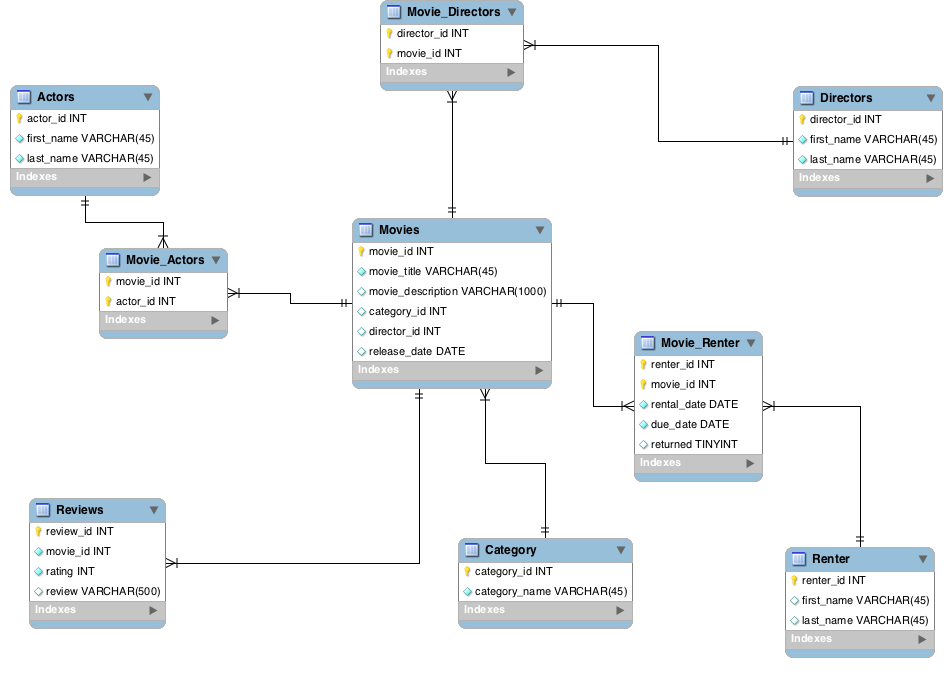 Movie_Directors
director_id INT
movie_id INT
Indexes
Actors
actor_id INT
first_name VARCHAR(45)
last_name VARCHAR(45)
Indexes
Directors
director_id INT
first_name VARCHAR(45)
last_name VARCHAR(45)
Indexes
Movie_Actors
movie_id INT
actor_id INT
Indexes
Movies
movie_id INT
movie_title VARCHAR(45)
movie_description VARCHAR(1000)
category_id INT
director_id INT
release_date DATE
Indexes
Movie_Renter
renter_id INT
movie_id INT
rental_date DATE
due_date DATE
returned TINYINT
Indexes
Reviews
review_id INT
movie_id INT
rating INT
review VARCHAR(500)
Indexes
Category
category_id INT
category_name VARCHAR(45)
Indexes
Renter
renter_id INT
first_name VARCHAR(45)
last_name VARCHAR(45)
Indexes